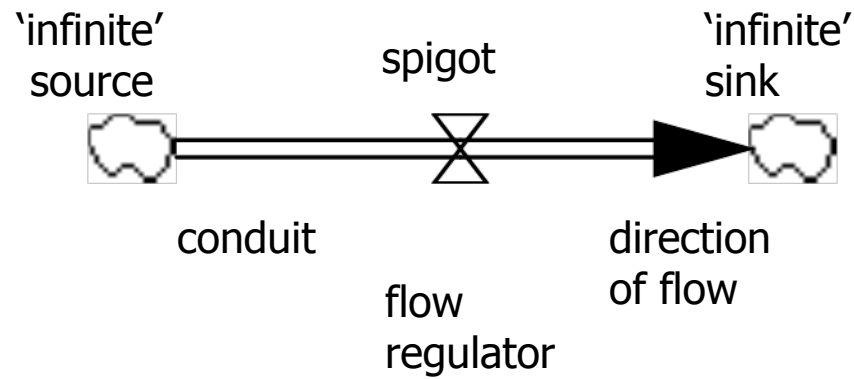 ‘infinite’
source
spigot
‘infinite’
sink
conduit
flow
regulator
direction
of flow